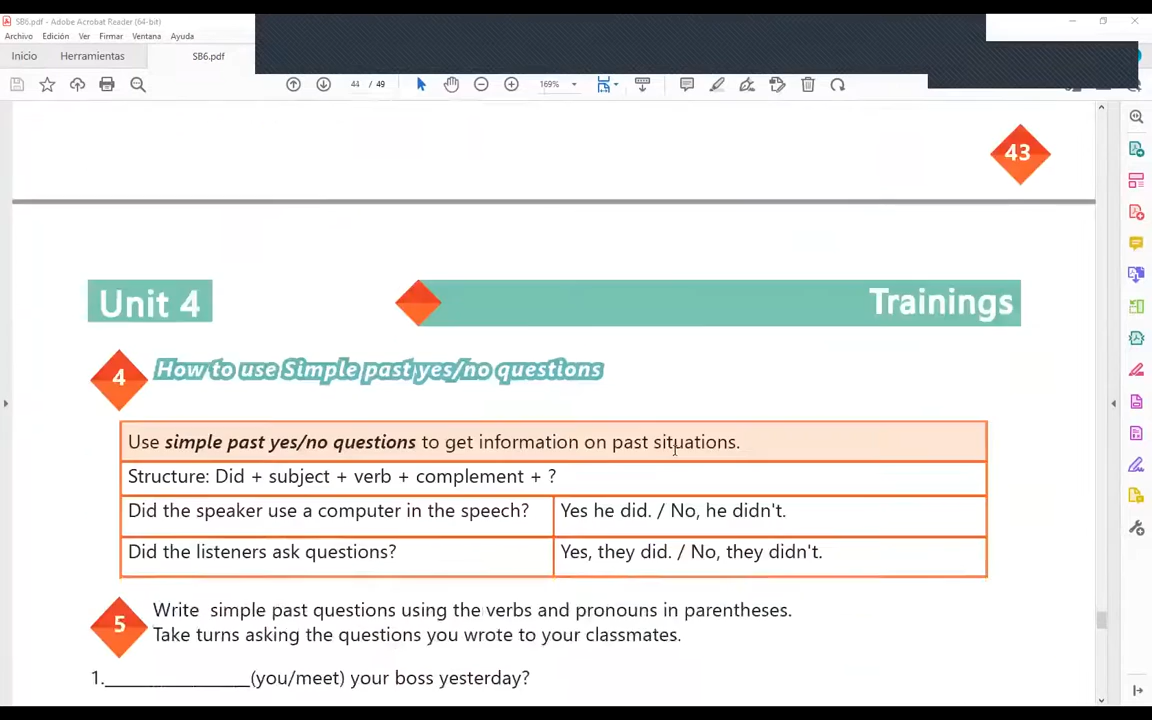 SB6.pdf - Adobe Acrobat Reader (64-bit)
Archivo Edición Ver Firmar Ventana Ayuda
Inicio Herramientas SB6.pdf
44 / 49 169%
43
Unit 4 Trainings
4 How to use Simple past yes/no questions
Use simple past yes/no questions to get information on past situations.
Structure: Did + subject + verb + complement + ?
Did the speaker use a computer in the speech? Yes he did. / No, he didn't.
Did the listeners ask questions? Yes, they did. / No, they didn't.
5 Write simple past questions using the verbs and pronouns in parentheses.
Take turns asking the questions you wrote to your classmates.
1.________________(you/meet) your boss yesterday?